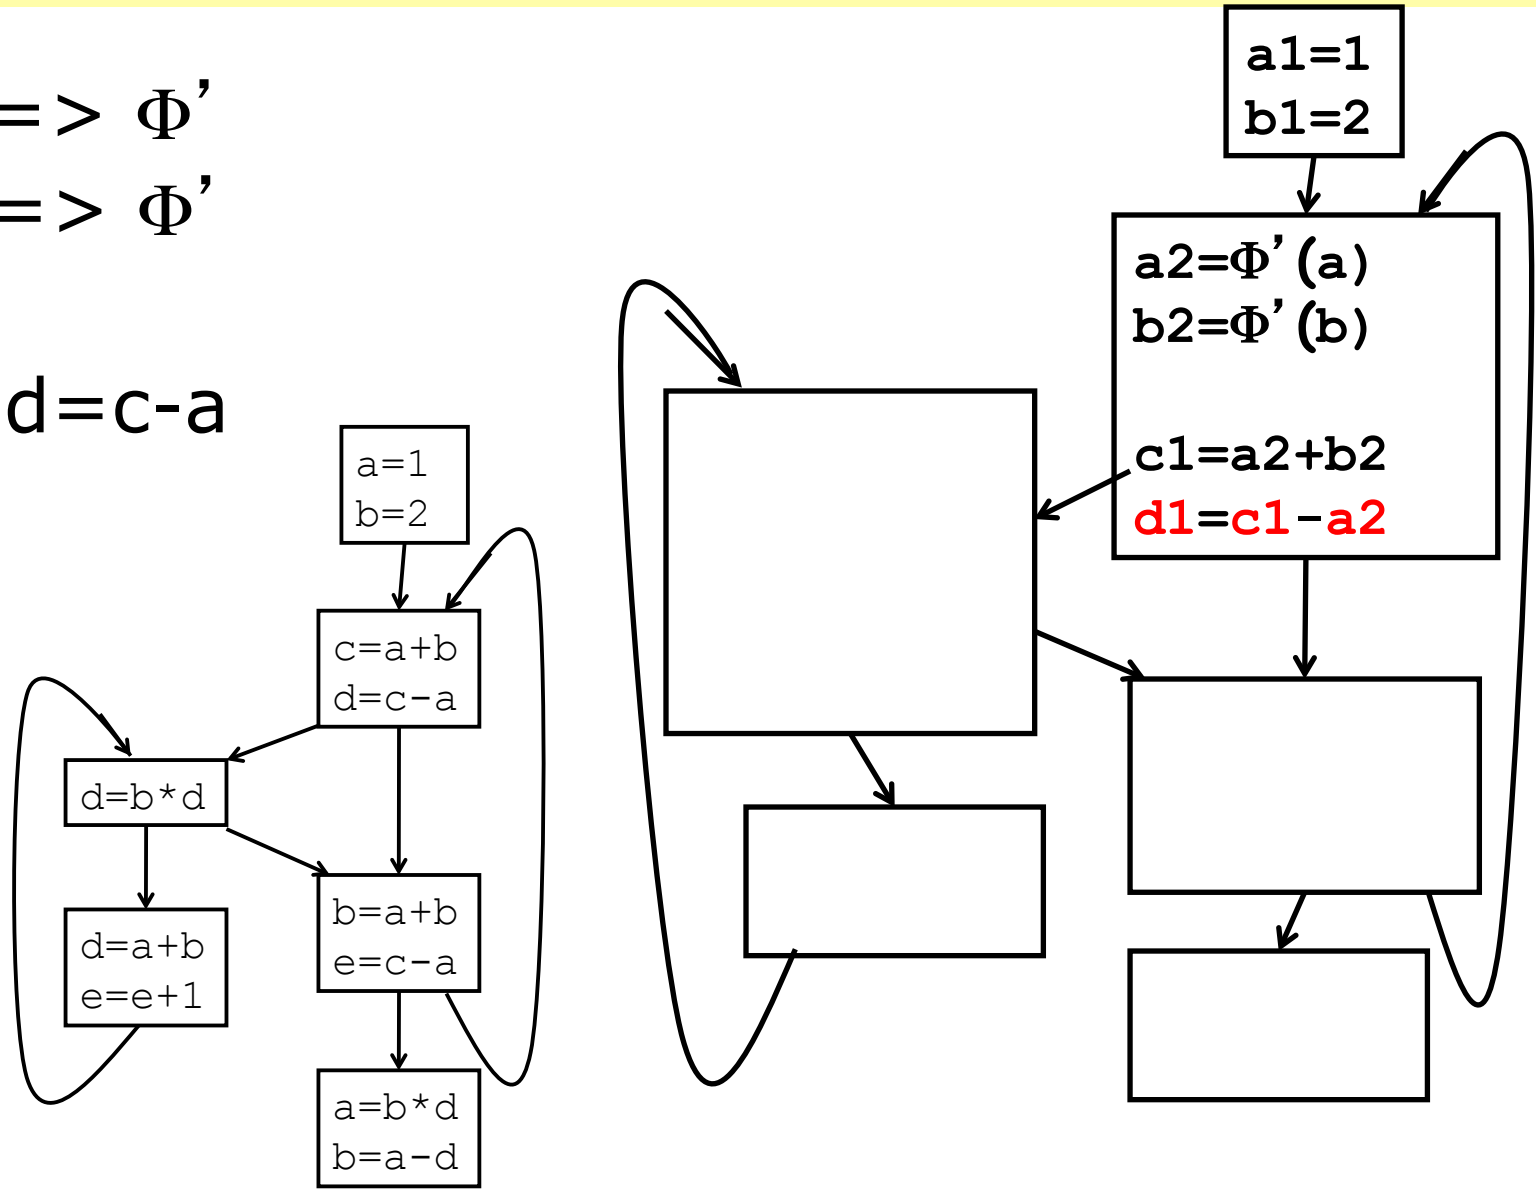 => Φ’
=> Φ’
d=c-a
a=1
b=2
c=a+b
d=c-a
d=b*d
d=a+b
e=e+1
b=a+b
e=c-a
a=b*d
b=a-d
a1=1
b1=2
a2=Φ’(a)
b2=Φ’(b)
c1=a2+b2
d1=c1-a2